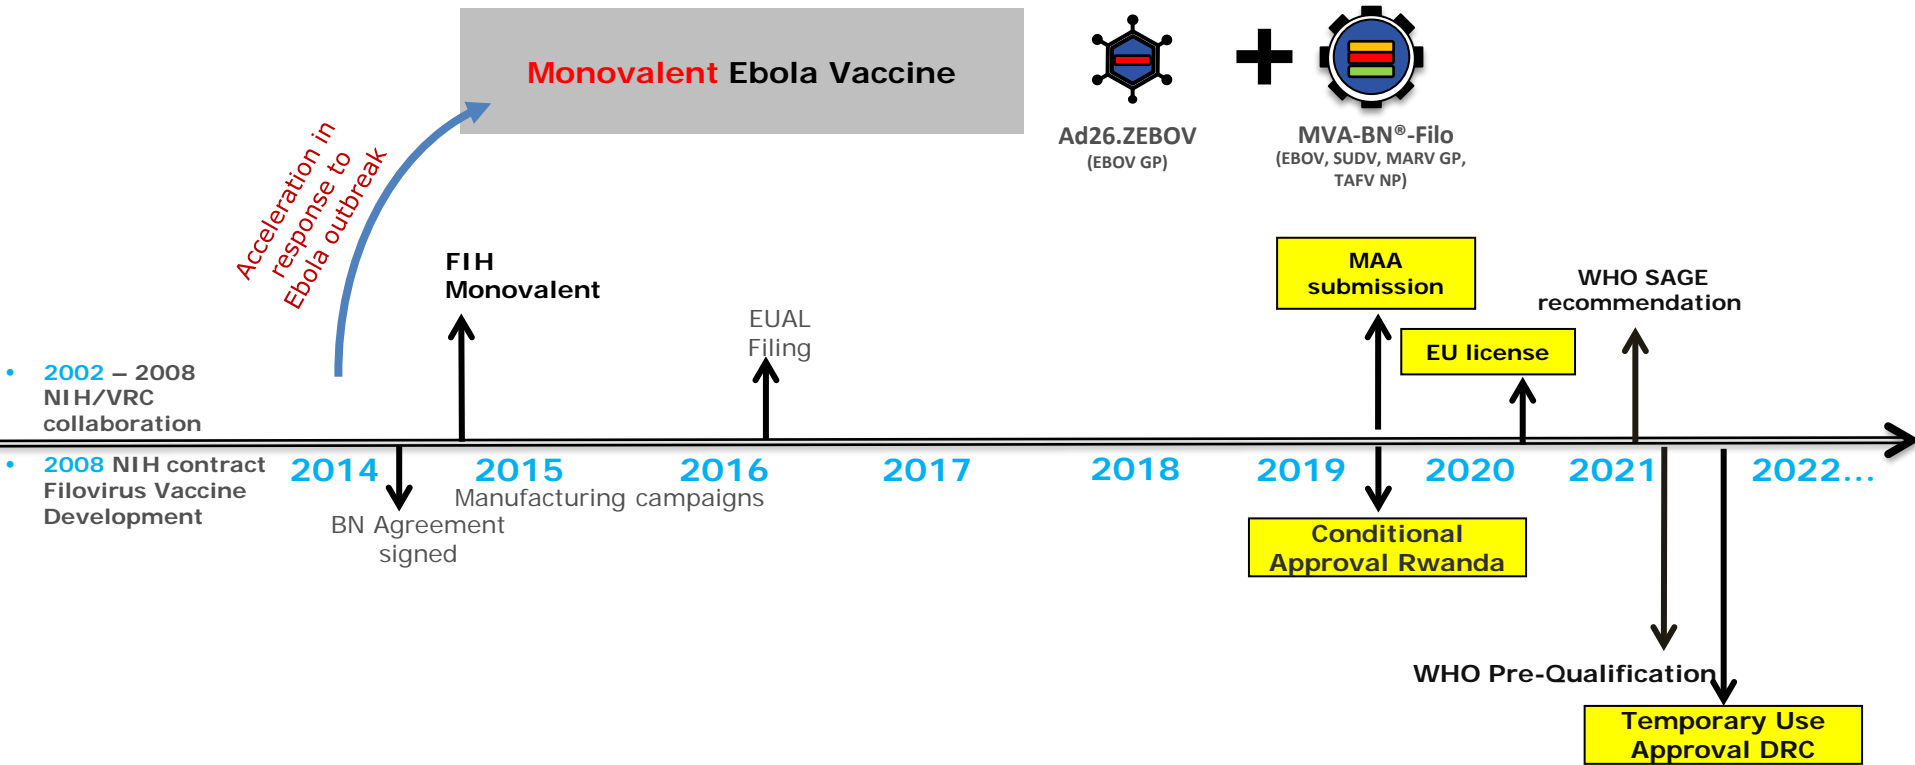 Monovalent Ebola Vaccine
Ad26.ZEBOV
(EBOV GP)
MVA-BN®-Filo
(EBOV, SUDV, MARV GP,
TAFV NP)
Acceleration in
response to
Ebola outbreak
FIH
Monovalent
EUAL
Filing
MAA
submission
EU license
WHO SAGE
recommendation
• 2002 – 2008
NIH/VRC
collaboration
• 2008 NIH contract
Filovirus Vaccine
Development
2014
2015
2016
2017
2018
2019
2020
2021
2022...
Manufacturing campaigns
BN Agreement
signed
Conditional
Approval Rwanda
WHO Pre-Qualification
Temporary Use
Approval DRC